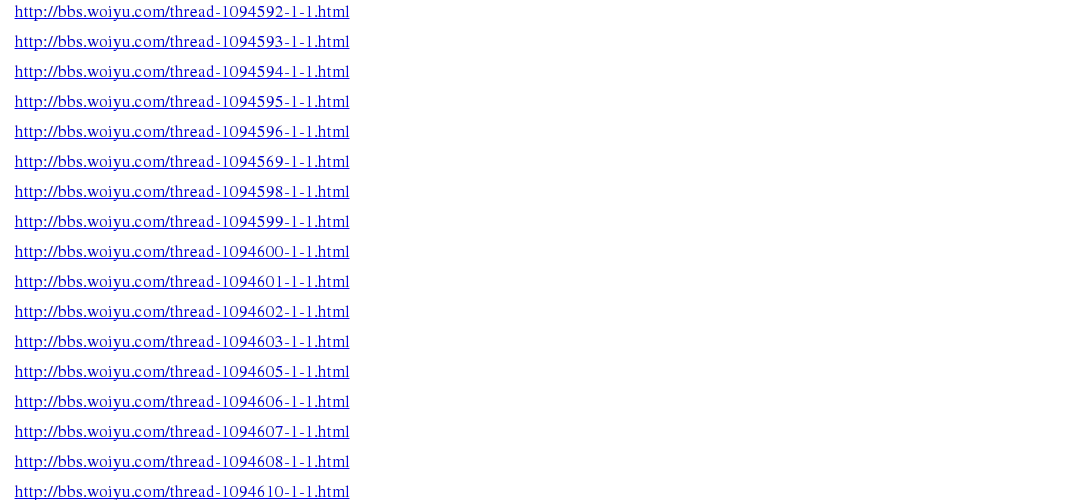 http://bbs.woiyu.com/thread-1094592-1-1.html
http://bbs.woiyu.com/thread-1094593-1-1.html
http://bbs.woiyu.com/thread-1094594-1-1.html
http://bbs.woiyu.com/thread-1094595-1-1.html
http://bbs.woiyu.com/thread-1094596-1-1.html
http://bbs.woiyu.com/thread-1094569-1-1.html
http://bbs.woiyu.com/thread-1094598-1-1.html
http://bbs.woiyu.com/thread-1094599-1-1.html
http://bbs.woiyu.com/thread-1094600-1-1.html
http://bbs.woiyu.com/thread-1094601-1-1.html
http://bbs.woiyu.com/thread-1094602-1-1.html
http://bbs.woiyu.com/thread-1094603-1-1.html
http://bbs.woiyu.com/thread-1094605-1-1.html
http://bbs.woiyu.com/thread-1094606-1-1.html
http://bbs.woiyu.com/thread-1094607-1-1.html
http://bbs.woiyu.com/thread-1094608-1-1.html
http://bbs.woiyu.com/thread-1094610-1-1.html